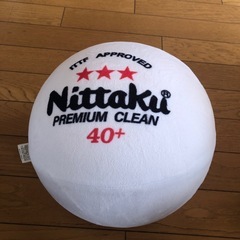 ITTF APPROVED
★★★
Nittaku®
PREMIUM CLEAN
40+